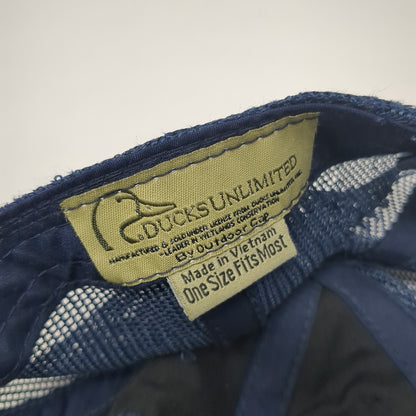 DUCKS UNLIMITED
MANUFACTURED & SOLD UNDER LICENSE FROM DUCKS UNLIMITED, INC.
"LEADER IN WETLANDS CONSERVATION"
By Outdoor Cap
Made in Vietnam
One Size Fits Most